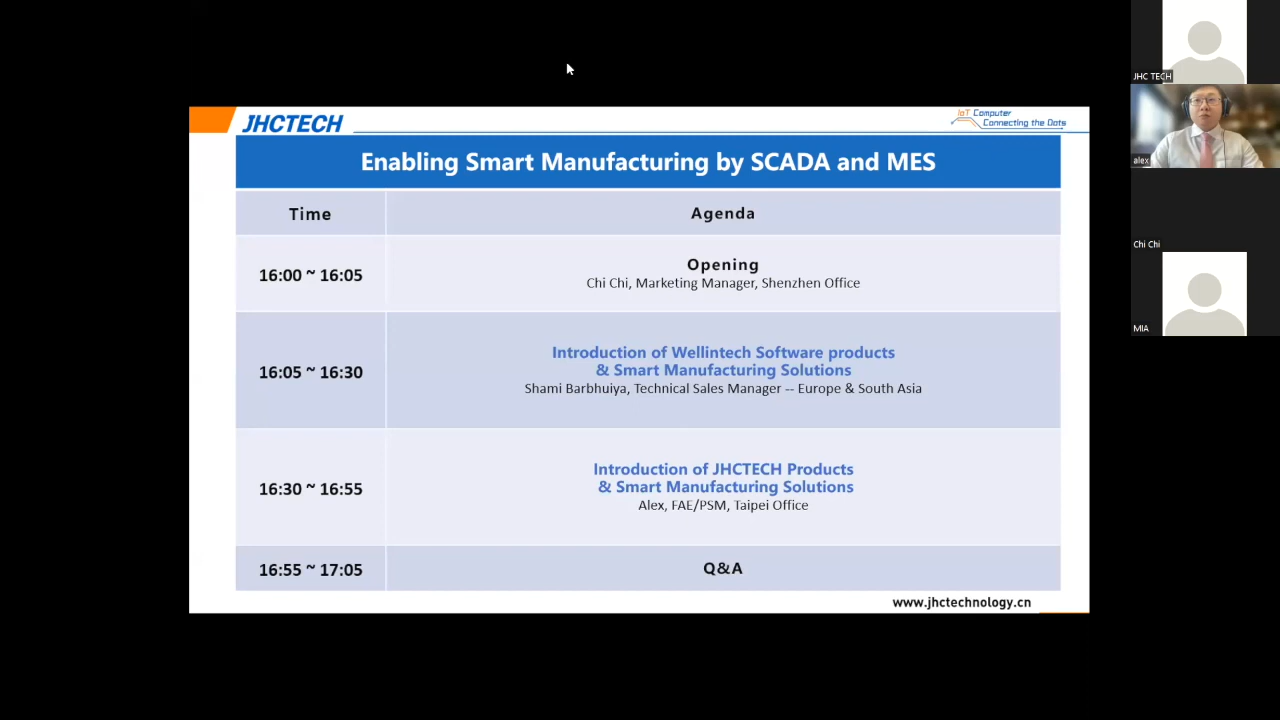 JHCTECH
IoT Computer
Connecting the Dots
Enabling Smart Manufacturing by SCADA and MES
Time
Agenda
16:00 ~ 16:05
Opening
Chi Chi, Marketing Manager, Shenzhen Office
16:05 ~ 16:30
Introduction of Wellintech Software products
& Smart Manufacturing Solutions
Shami Barbhuiya, Technical Sales Manager -- Europe & South Asia
16:30 ~ 16:55
Introduction of JHCTECH Products
& Smart Manufacturing Solutions
Alex, FAE/PSM, Taipei Office
16:55 ~ 17:05
Q&A
www.jhctechnology.cn
JHC TECH
alex
Chi Chi
MIA